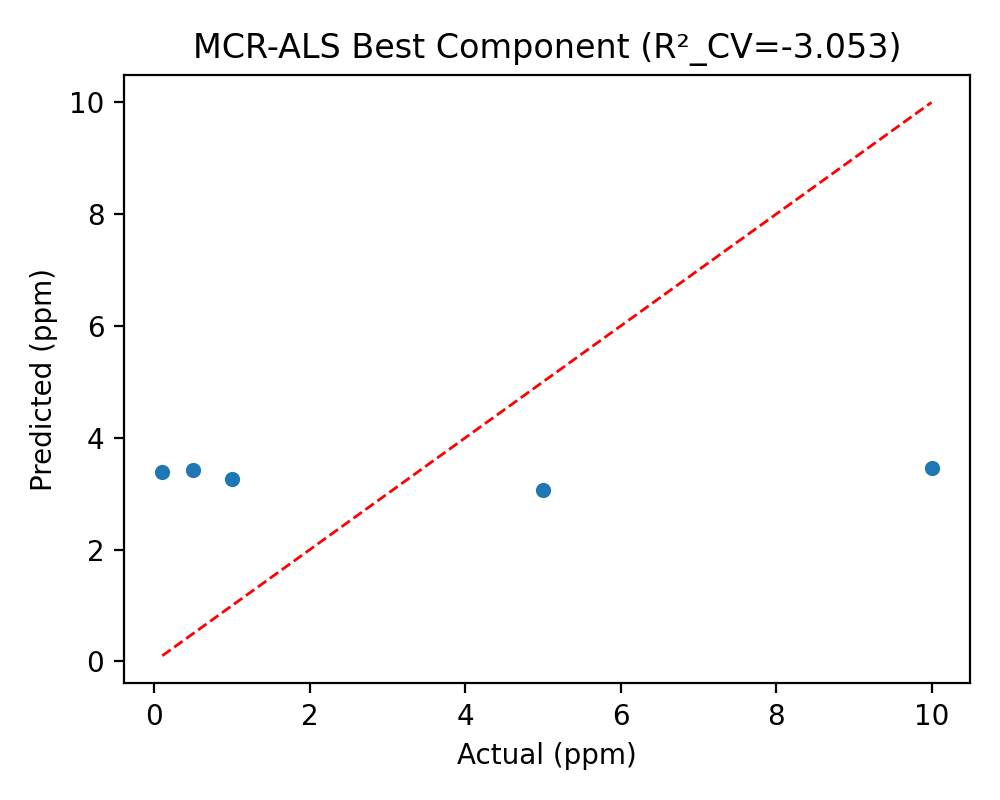 MCR-ALS Best Component (R²_CV=-3.053)
10
8
6
4
2
0
Predicted (ppm)
0 2 4 6 8 10
Actual (ppm)